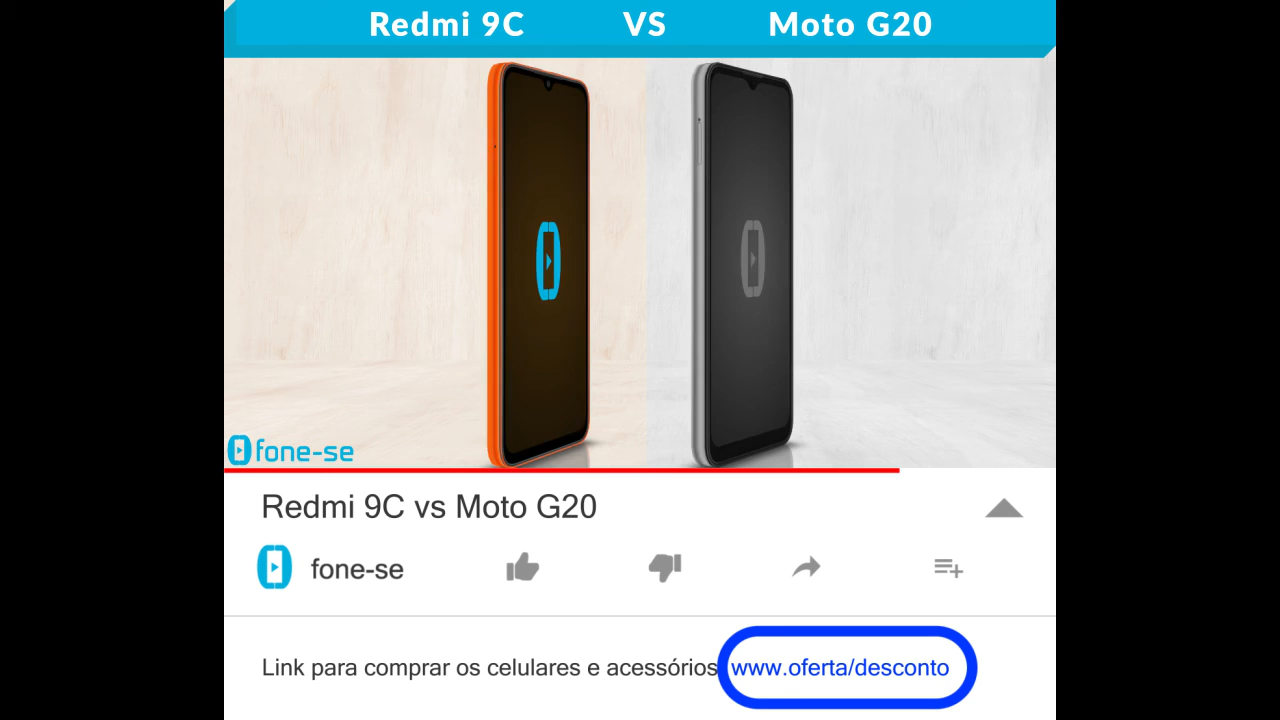 Redmi 9C VS Moto G20
fone-se
Redmi 9C vs Moto G20
fone-se
Link para comprar os celulares e acessórios www.oferta/desconto